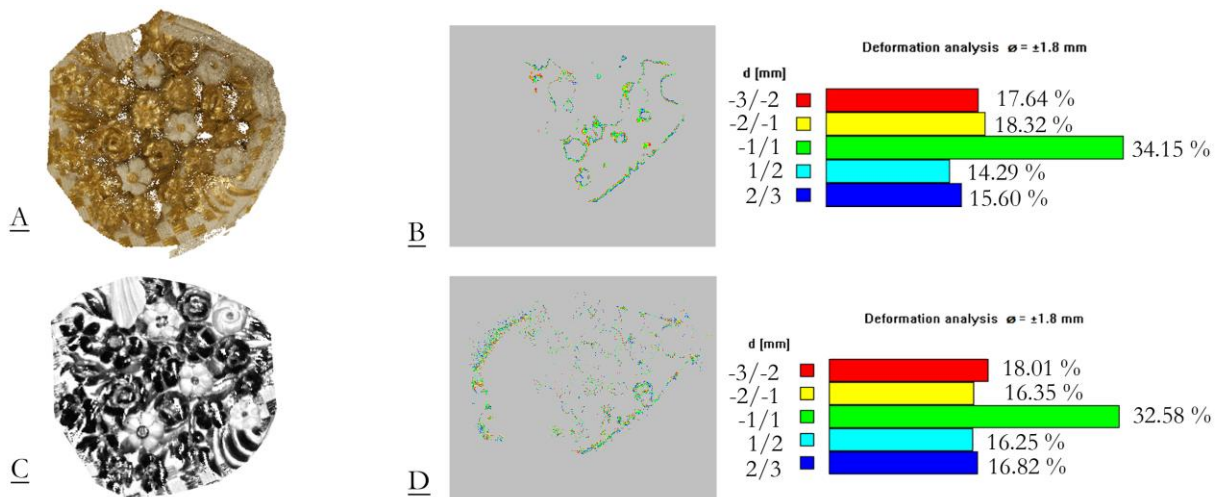 A
B
Deformation analysis ø = ±1.8 mm
d [mm]
-3/-2 17.64 %
-2/-1 18.32 %
-1/1 34.15 %
1/2 14.29 %
2/3 15.60 %
C
D
Deformation analysis ø = ±1.8 mm
d [mm]
-3/-2 18.01 %
-2/-1 16.35 %
-1/1 32.58 %
1/2 16.25 %
2/3 16.82 %